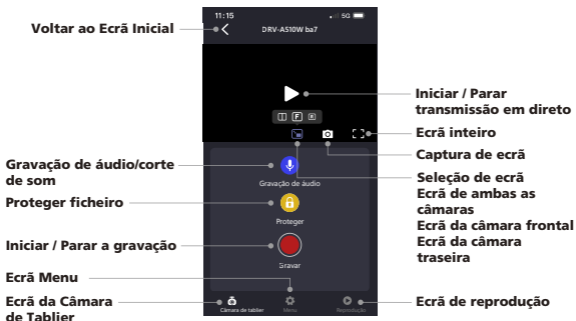 Voltar ao Ecrã Inicial
11:15
5G
DRV-A510W ba7
F
Gravação de áudio
Proteger
Gravar
Câmara de tablier
Menu
Reprodução
Gravação de áudio/corte
de som
Proteger ficheiro
Iniciar / Parar a gravação
Ecrã Menu
Ecrã da Câmara
de Tablier
Iniciar / Parar
transmissão em direto
Ecrã inteiro
Captura de ecrã
Seleção de ecrã
Ecrã de ambas as
câmaras
Ecrã da câmara frontal
Ecrã da câmara
traseira
Ecrã de reprodução